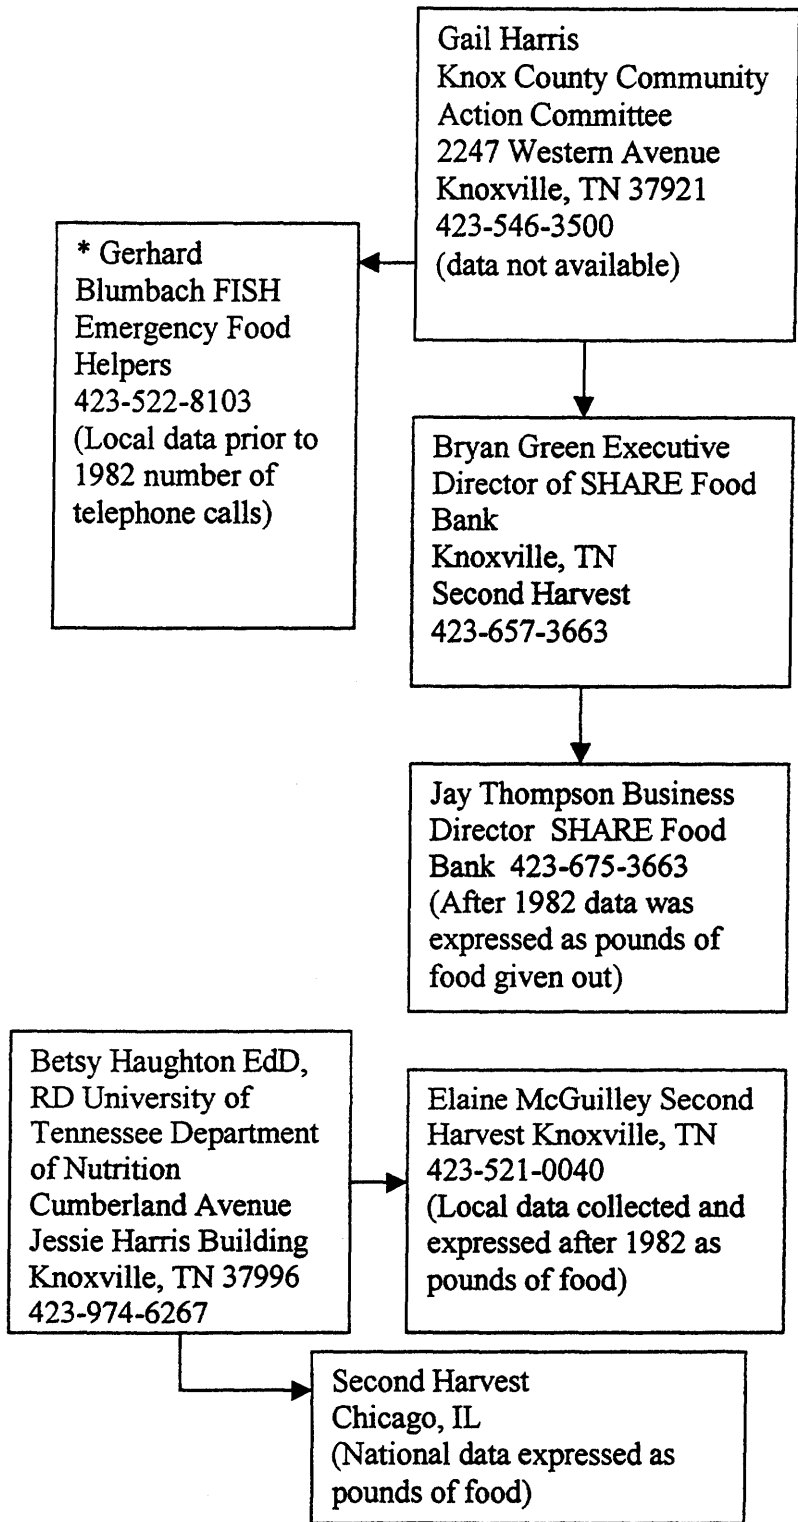 Gail Harris
Knox County Community
Action Committee
2247 Western Avenue
Knoxville, TN 37921
423-546-3500
(data not available)
* Gerhard
Blumbach FISH
Emergency Food
Helpers
423-522-8103
(Local data prior to
1982 number of
telephone calls)
Bryan Green Executive
Director of SHARE Food
Bank
Knoxville, TN
Second Harvest
423-657-3663
Jay Thompson Business
Director SHARE Food
Bank 423-675-3663
(After 1982 data was
expressed as pounds of
food given out)
Betsy Haughton EdD,
RD University of
Tennessee Department
of Nutrition
Cumberland Avenue
Jessie Harris Building
Knoxville, TN 37996
423-974-6267
Elaine McGuilley Second
Harvest Knoxville, TN
423-521-0040
(Local data collected and
expressed after 1982 as
pounds of food)
Second Harvest
Chicago, IL
(National data expressed as
pounds of food)